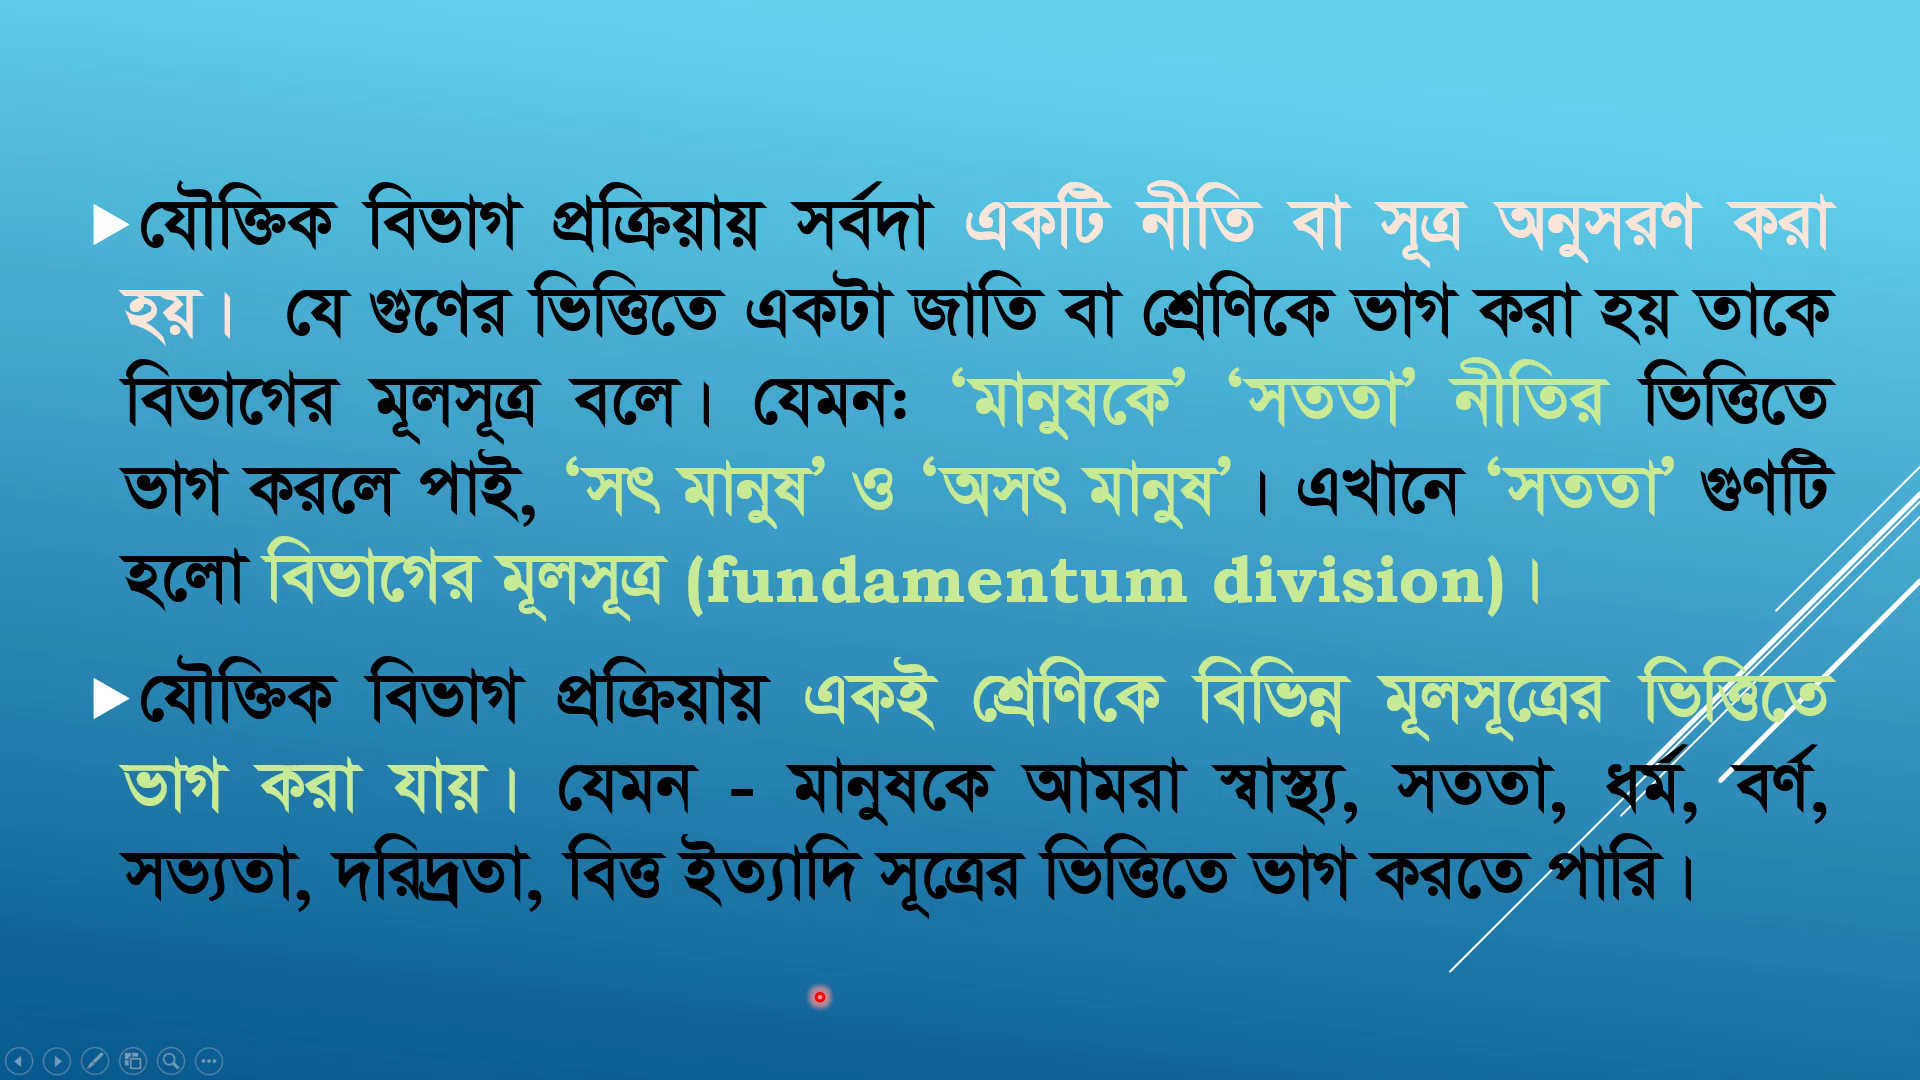 যৌক্তিক বিভাগ প্রক্রিয়ায় সর্বদা একটি নীতি বা সূত্র অনুসরণ করা
হয়। যে গুণের ভিত্তিতে একটা জাতি বা শ্রেণিকে ভাগ করা হয় তাকে
বিভাগের মূলসূত্র বলে। যেমন: ‘মানুষকে’ ‘সততা’ নীতির ভিত্তিতে
ভাগ করলে পাই, ‘সৎ মানুষ’ ও ‘অসৎ মানুষ’। এখানে ‘সততা’ গুণটি
হলো বিভাগের মূলসূত্র (fundamentum division)।
যৌক্তিক বিভাগ প্রক্রিয়ায় একই শ্রেণিকে বিভিন্ন মূলসূত্রের ভিত্তিতে
ভাগ করা যায়। যেমন - মানুষকে আমরা স্বাস্থ্য, সততা, ধর্ম, বর্ণ,
সভ্যতা, দরিদ্রতা, বিত্ত ইত্যাদি সূত্রের ভিত্তিতে ভাগ করতে পারি।